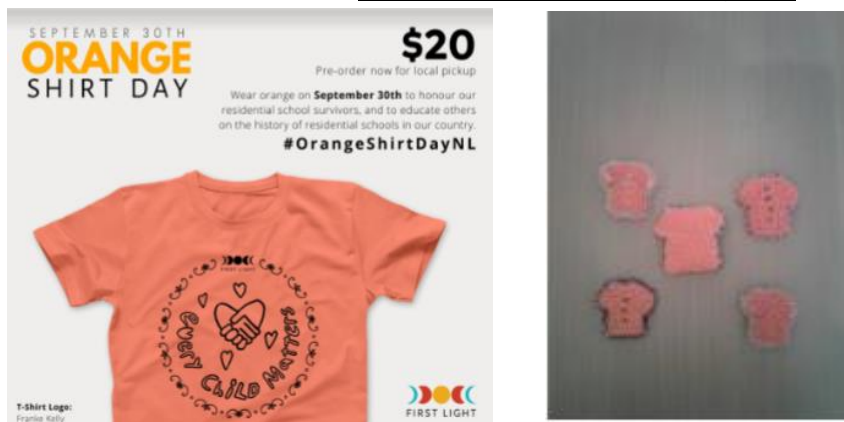 SEPTEMBER 30TH
ORANGE
SHIRT DAY
$20
Pre-order now for local pickup
Wear orange on September 30th to honour our
residential school survivors, and to educate others
on the history of residential schools in our country.
#OrangeShirtDayNL
FIRST LIGHT
Every Child Matters
T-Shirt Logo:
Franke Kelly
FIRST LIGHT